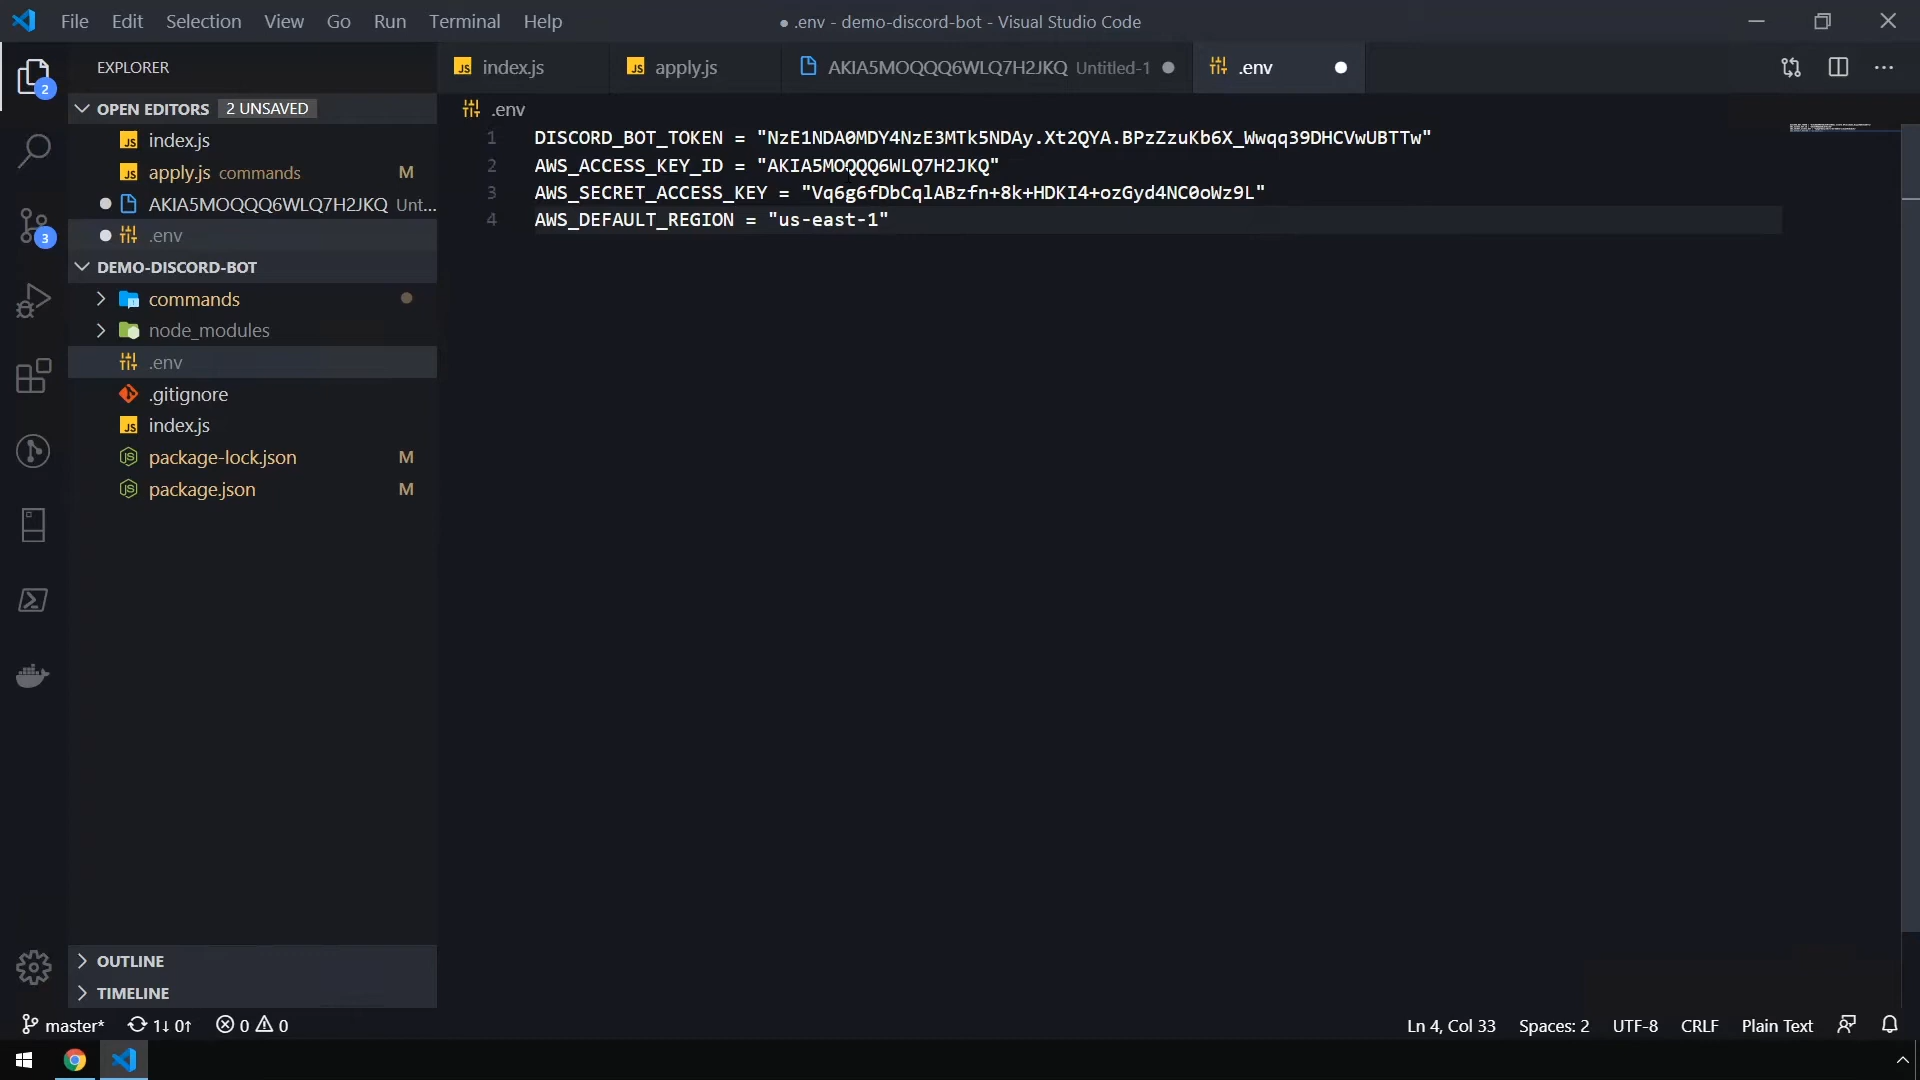 File Edit Selection View Go Run Terminal Help
● .env - demo-discord-bot - Visual Studio Code
EXPLORER
index.js
apply.js
AKIA5MOQQQ6WLQ7H2JKQ Untitled-1
.env
OPEN EDITORS 2 UNSAVED
index.js
apply.js commands M
AKIA5MOQQQ6WLQ7H2JKQ Unt...
.env
DEMO-DISCORD-BOT
commands
node_modules
.env
.gitignore
index.js
package-lock.json M
package.json M
OUTLINE
TIMELINE
.env
1 DISCORD_BOT_TOKEN = "NzE1NDA0MDY4NzE3MTk5NDAy.Xt2QYA.BPzZzuKb6X_Wwqq39DHCVwUBTTw"
2 AWS_ACCESS_KEY_ID = "AKIA5MOQQQ6WLQ7H2JKQ"
3 AWS_SECRET_ACCESS_KEY = "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"
4 AWS_DEFAULT_REGION = "us-east-1"
2
3
master* 1↓ 0↑ 0 0
Ln 4, Col 33 Spaces: 2 UTF-8 CRLF Plain Text